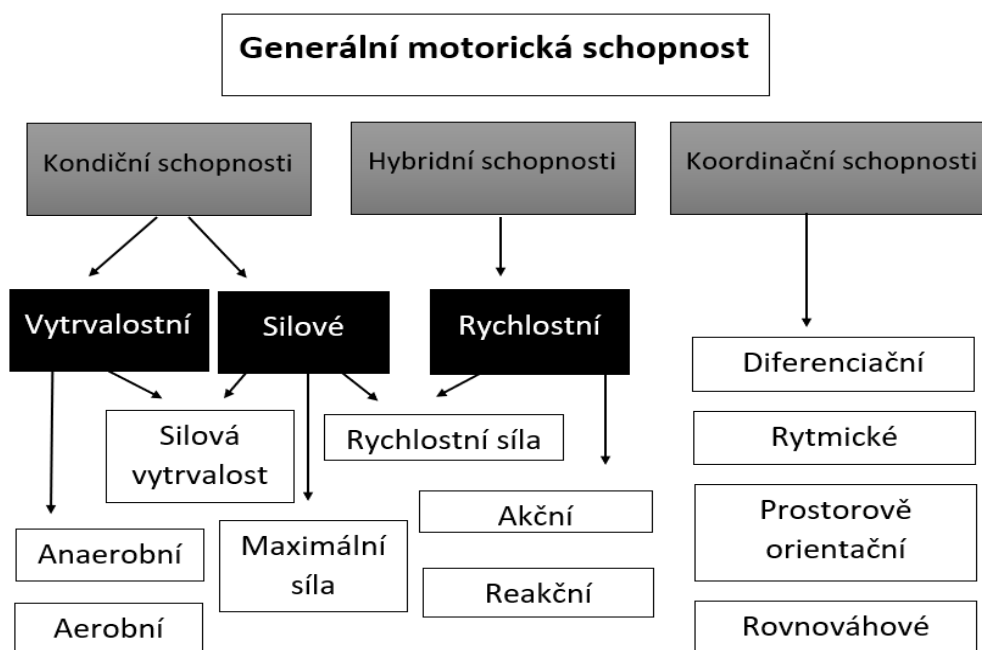 Generální motorická schopnost
Kondiční schopnosti
Hybridní schopnosti
Koordinační schopnosti
Vytrvalostní
Silové
Rychlostní
Diferenciační
Silová
vytrvalost
Rychlostní síla
Rytmické
Akční
Prostorově
orientační
Anaerobní
Maximální
síla
Reakční
Aerobní
Rovnováhové